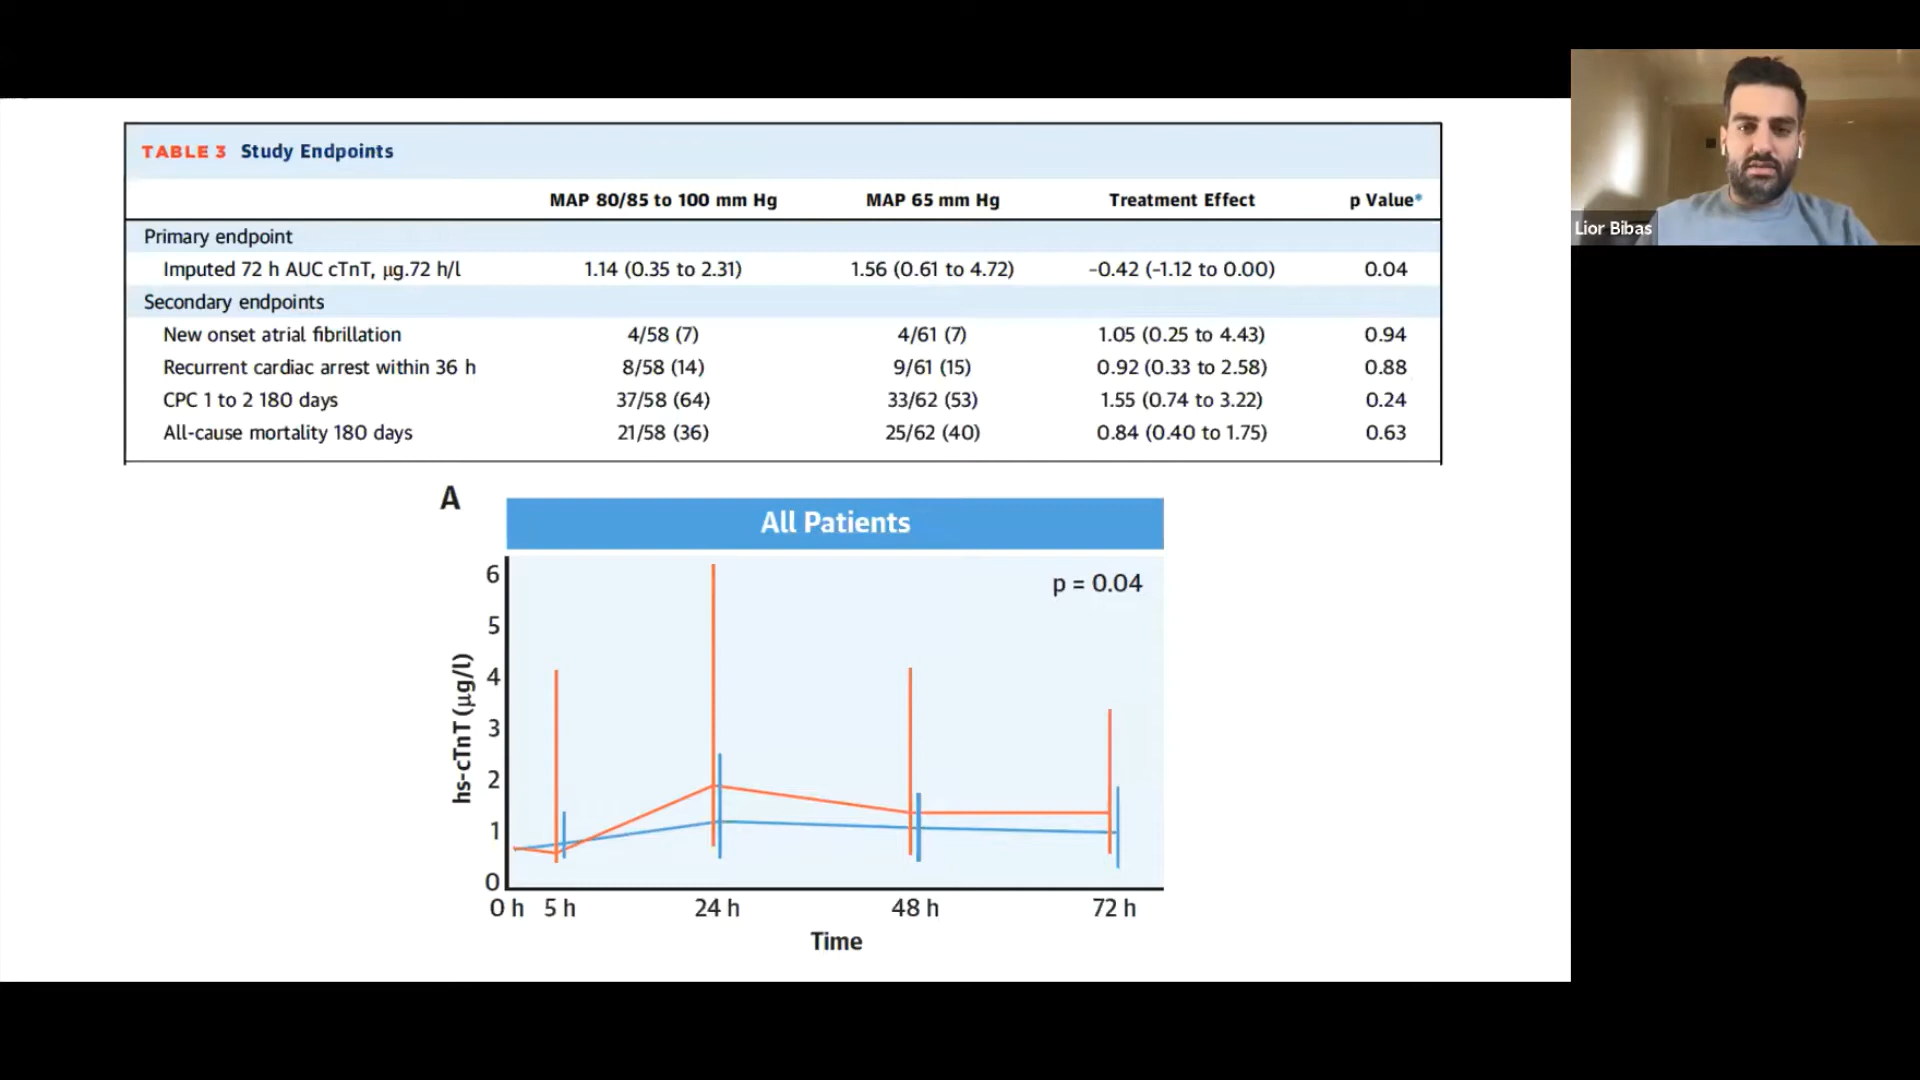 TABLE 3 Study Endpoints
MAP 80/85 to 100 mm Hg MAP 65 mm Hg Treatment Effect p Value*
Primary endpoint
Imputed 72 h AUC cTnT, μg.72 h/l 1.14 (0.35 to 2.31) 1.56 (0.61 to 4.72) -0.42 (-1.12 to 0.00) 0.04
Secondary endpoints
New onset atrial fibrillation 4/58 (7) 4/61 (7) 1.05 (0.25 to 4.43) 0.94
Recurrent cardiac arrest within 36 h 8/58 (14) 9/61 (15) 0.92 (0.33 to 2.58) 0.88
CPC 1 to 2 180 days 37/58 (64) 33/62 (53) 1.55 (0.74 to 3.22) 0.24
All-cause mortality 180 days 21/58 (36) 25/62 (40) 0.84 (0.40 to 1.75) 0.63
A
All Patients
p = 0.04
hs-cTnT (μg/l)
6
5
4
3
2
1
0
0 h 5 h 24 h 48 h 72 h
Time
Lior Bibas